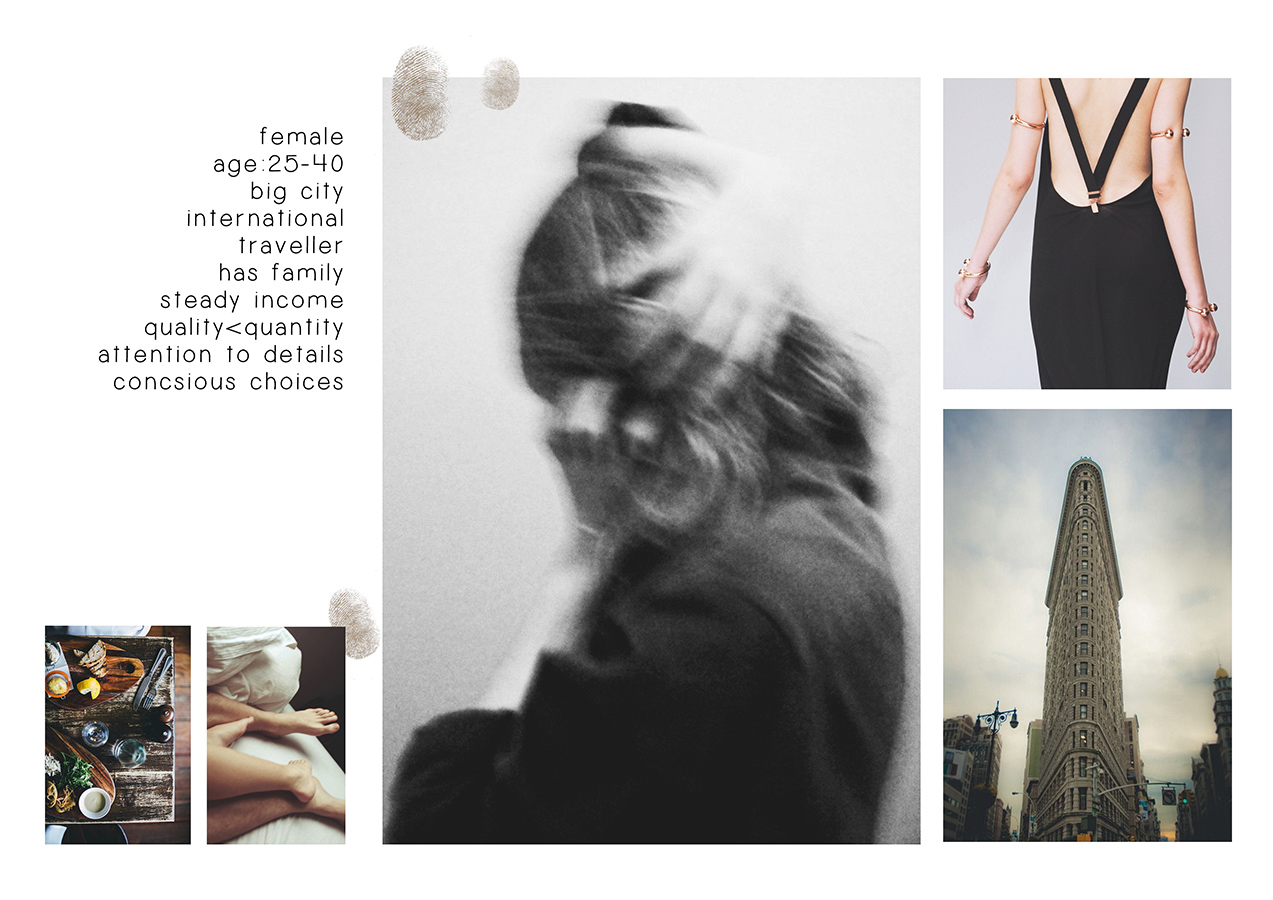 female
age:25-40
big city
international
traveller
has family
steady income
quality<quantity
attention to details
concsious choices